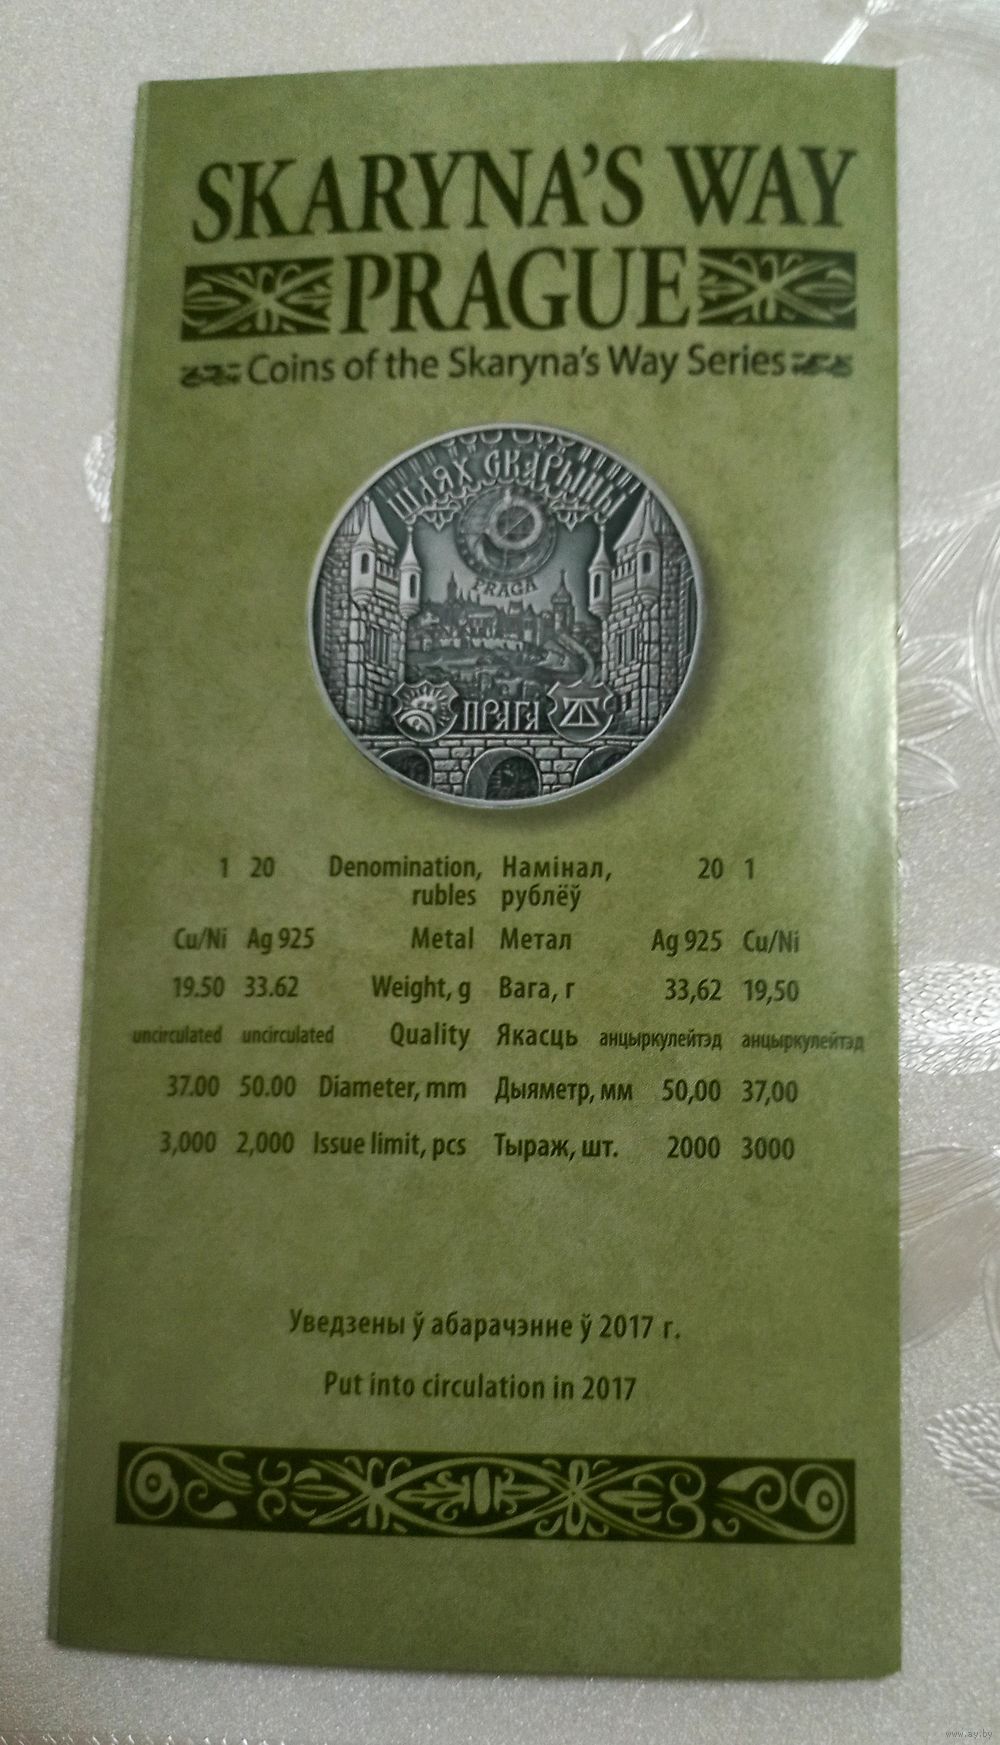 SKARYNA'S WAY
PRAGUE
Coins of the Skaryna's Way Series
ШЛЯХ СКАРЫНЫ
PRAGA
ПРАГА
1 20 Denomination, rubles Намінал, рублёў 20 1
Cu/Ni Ag 925 Metal Метал Ag 925 Cu/Ni
19.50 33.62 Weight, g Вага, г 33,62 19,50
uncirculated uncirculated Quality Якасць анцыркулейтэд анцыркулейтэд
37.00 50.00 Diameter, mm Дыяметр, мм 50,00 37,00
3,000 2,000 Issue limit, pcs Тыраж, шт. 2000 3000
Уведзены ў абарачэнне ў 2017 г.
Put into circulation in 2017
www.ay.by